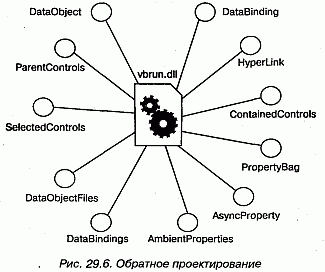 DataObject
DataBinding
ParentControls
vbrun.dll
HyperLink
SelectedControls
ContainedControls
DataObjectFiles
PropertyBag
DataBindings
AmbientProperties
AsyncProperty
Рис. 29.6. Обратное проектирование